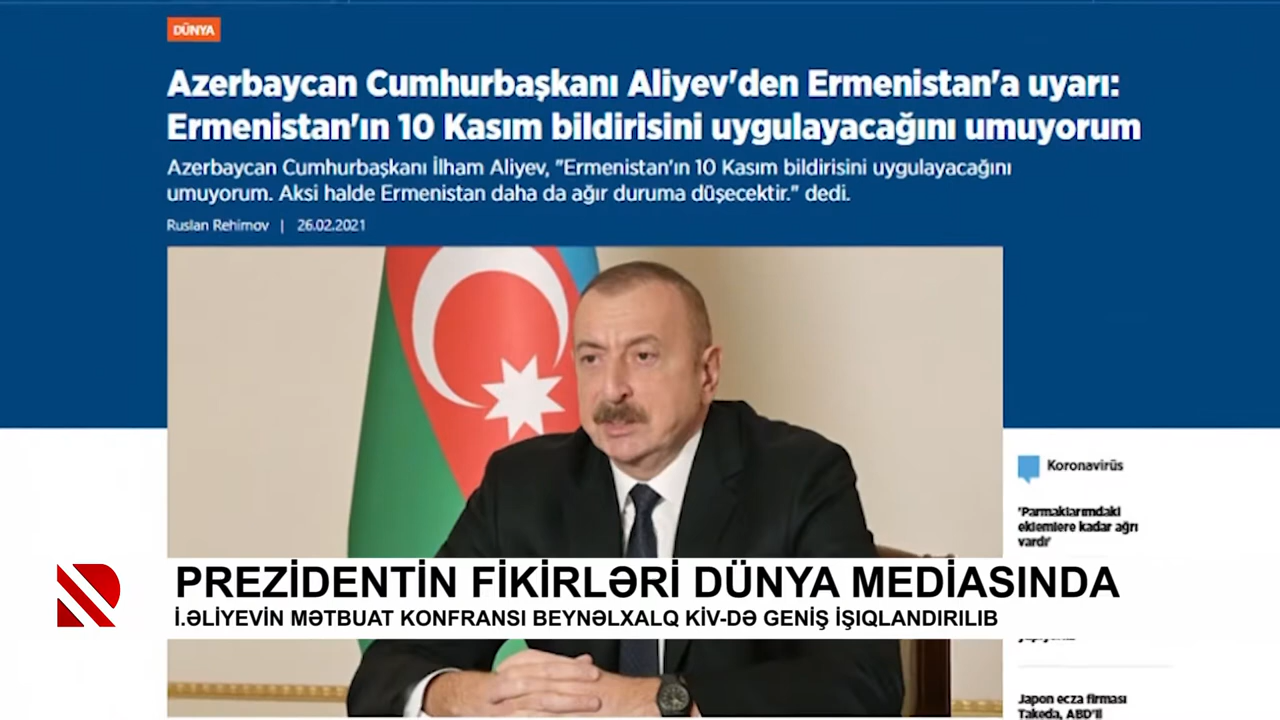 DÜNYA
Azerbaycan Cumhurbaşkanı Aliyev'den Ermenistan'a uyarı:
Ermenistan'ın 10 Kasım bildirisini uygulayacağını umuyorum
Azerbaycan Cumhurbaşkanı İlham Aliyev, "Ermenistan'ın 10 Kasım bildirisini uygulayacağını
umuyorum. Aksi halde Ermenistan daha da ağır duruma düşecektir." dedi.
Ruslan Rehimov | 26.02.2021
Koronavirüs
'Parmaklarımdaki
eklemlere kadar ağrı
vardı'
PREZİDENTİN FİKİRLƏRİ DÜNYA MEDİASINDA
İ.ƏLİYEVİN MƏTBUAT KONFRANSI BEYNƏLXALQ KİV-DƏ GENİŞ İŞIQLANDIRILIB
Japon ecza firması
Takeda, ABD'li